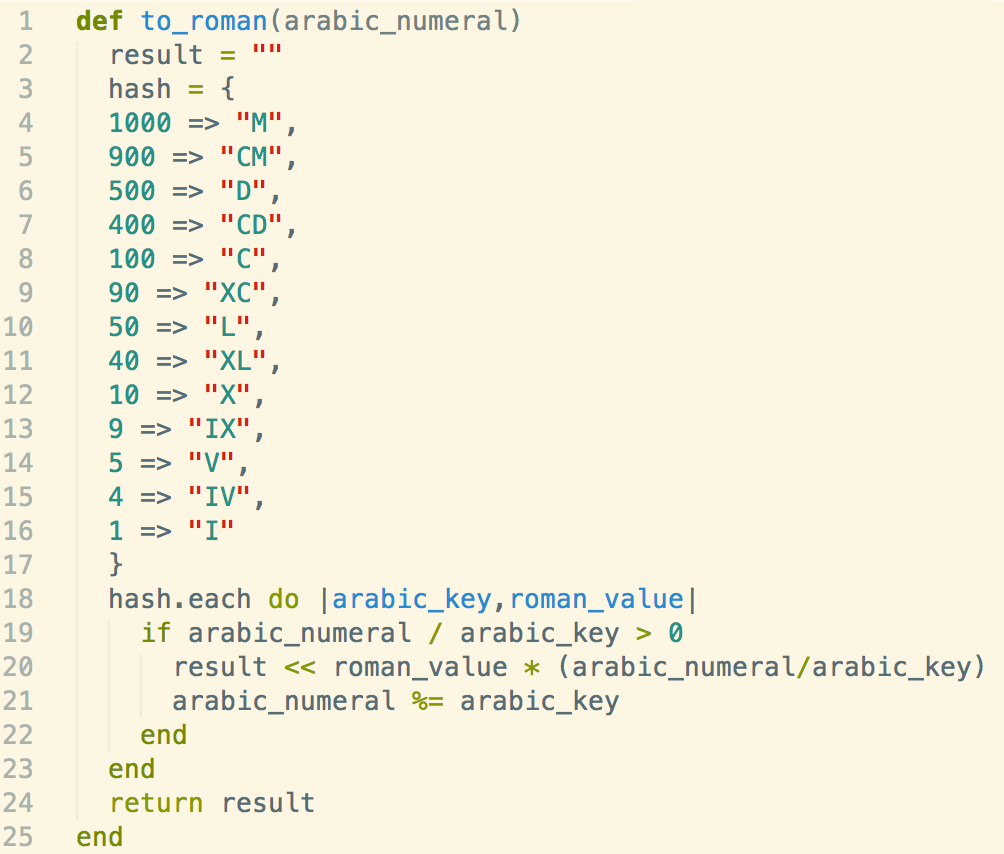 1 def to_roman(arabic_numeral)
2   result = ""
3   hash = {
4   1000 => "M",
5   900 => "CM",
6   500 => "D",
7   400 => "CD",
8   100 => "C",
9   90 => "XC",
10   50 => "L",
11   40 => "XL",
12   10 => "X",
13   9 => "IX",
14   5 => "V",
15   4 => "IV",
16   1 => "I"
17   }
18   hash.each do |arabic_key,roman_value|
19     if arabic_numeral / arabic_key > 0
20       result << roman_value * (arabic_numeral/arabic_key)
21       arabic_numeral %= arabic_key
22     end
23   end
24   return result
25 end